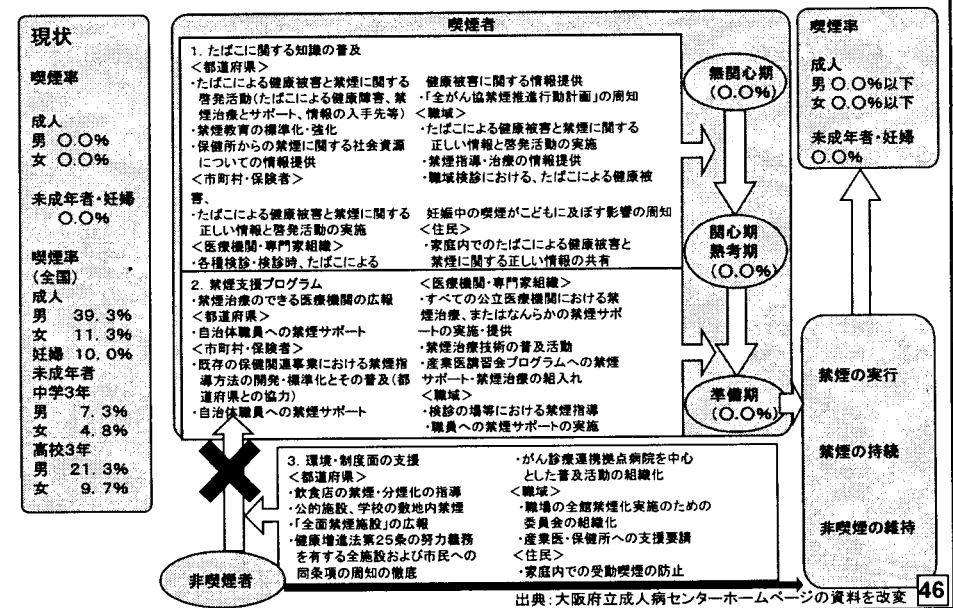 現状
喫煙率
成人
男 〇.〇%
女 〇.〇%
未成年者・妊婦
〇.〇%
喫煙率
(全国)
成人
男 39.3%
女 11.3%
妊婦 10.0%
未成年者
中学3年
男 7.3%
女 4.8%
高校3年
男 21.3%
女 9.7%
喫煙者
1. たばこに関する知識の普及
<都道府県>
・たばこによる健康被害と禁煙に関する
啓発活動(たばこによる健康障害、禁
煙治療とサポート、情報の入手先等)
・禁煙教育の標準化・強化
・保健所からの禁煙に関する社会資源
についての情報提供
<市町村・保険者>
害、
・たばこによる健康被害と禁煙に関する
正しい情報と啓発活動の実施
<医療機関・専門家組織>
・各種検診・検診時、たばこによる
健康被害に関する情報提供
・「全がん協禁煙推進行動計画」の周知
<職域>
・たばこによる健康被害と禁煙に関する
正しい情報と啓発活動の実施
・禁煙指導・治療の情報提供
・職域検診における、たばこによる健康被
妊娠中の喫煙がこどもに及ぼす影響の周知
<住民>
・家庭内でのたばこによる健康被害と
禁煙に関する正しい情報の共有
2. 禁煙支援プログラム
・禁煙治療のできる医療機関の広報
<都道府県>
・自治体職員への禁煙サポート
<市町村・保険者>
・既存の保健関連事業における禁煙指
導方法の開発・標準化とその普及(都
道府県との協力)
・自治体職員への禁煙サポート
<医療機関・専門家組織>
・すべての公立医療機関における禁
煙治療、またはなんらかの禁煙サポ
ートの実施・提供
・禁煙治療技術の普及活動
・産業医講習会プログラムへの禁煙
サポート・禁煙治療の組入れ
<職域>
・検診の場等における禁煙指導
・職員への禁煙サポートの実施
無関心期
(〇.〇%)
関心期
熟考期
(〇.〇%)
準備期
(〇.〇%)
3. 環境・制度面の支援
<都道府県>
・飲食店の禁煙・分煙化の指導
・公的施設、学校の敷地内禁煙
・「全面禁煙施設」の広報
・健康増進法第25条の努力義務
を有する全施設および市民への
同条項の周知の徹底
・がん診療連携拠点病院を中心
とした普及活動の組織化
<職域>
・職場の全館禁煙化実施のための
委員会の組織化
・産業医・保健所への支援要請
<住民>
・家庭内での受動喫煙の防止
非喫煙者
喫煙率
成人
男 〇.〇%以下
女 〇.〇%以下
未成年者・妊婦
〇.〇%
禁煙の実行
禁煙の持続
非喫煙の維持
出典:大阪府立成人病センターホームページの資料を改変
46